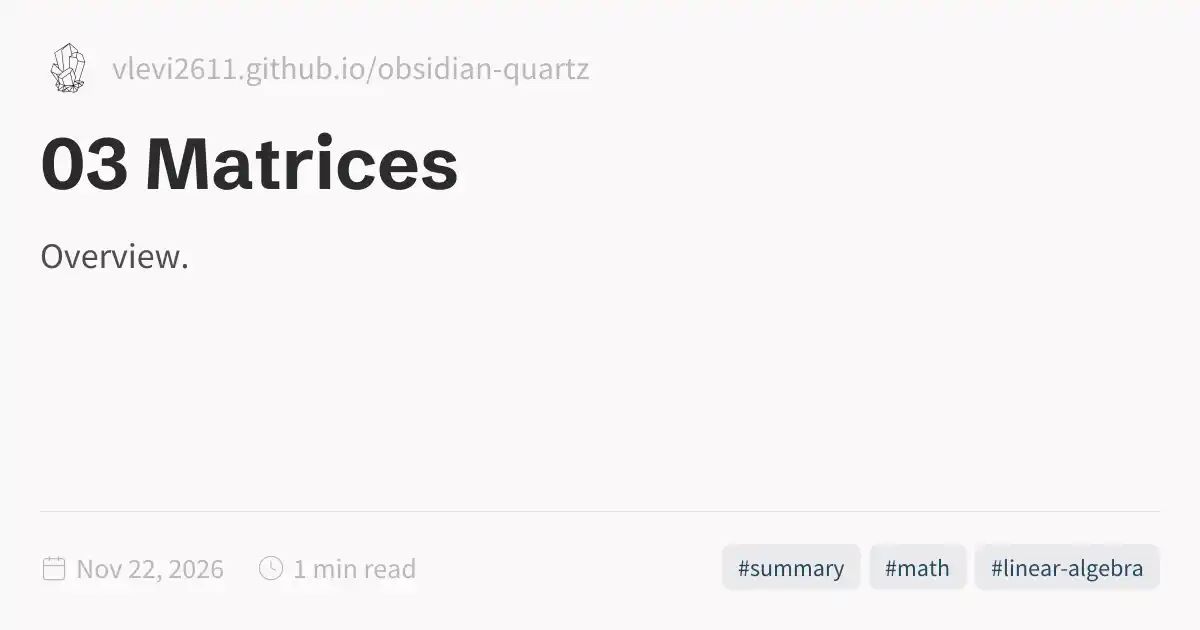 vlevi2611.github.io/obsidian-quartz
03 Matrices
Overview.
Nov 22, 2026 1 min read #summary #math #linear-algebra